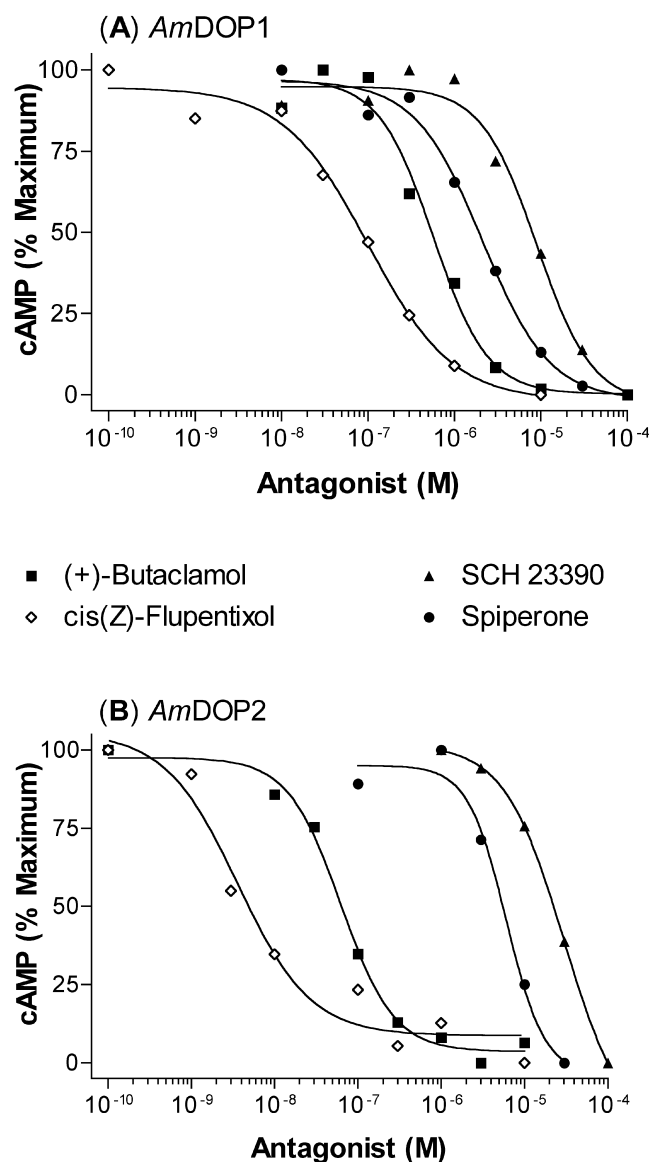 (A) AmDOP1
100
75
50
25
0
cAMP (% Maximum)
10⁻¹⁰ 10⁻⁹ 10⁻⁸ 10⁻⁷ 10⁻⁶ 10⁻⁵ 10⁻⁴
Antagonist (M)
(+)-Butaclamol SCH 23390
cis(Z)-Flupentixol Spiperone
(B) AmDOP2
100
75
50
25
0
cAMP (% Maximum)
10⁻¹⁰ 10⁻⁹ 10⁻⁸ 10⁻⁷ 10⁻⁶ 10⁻⁵ 10⁻⁴
Antagonist (M)